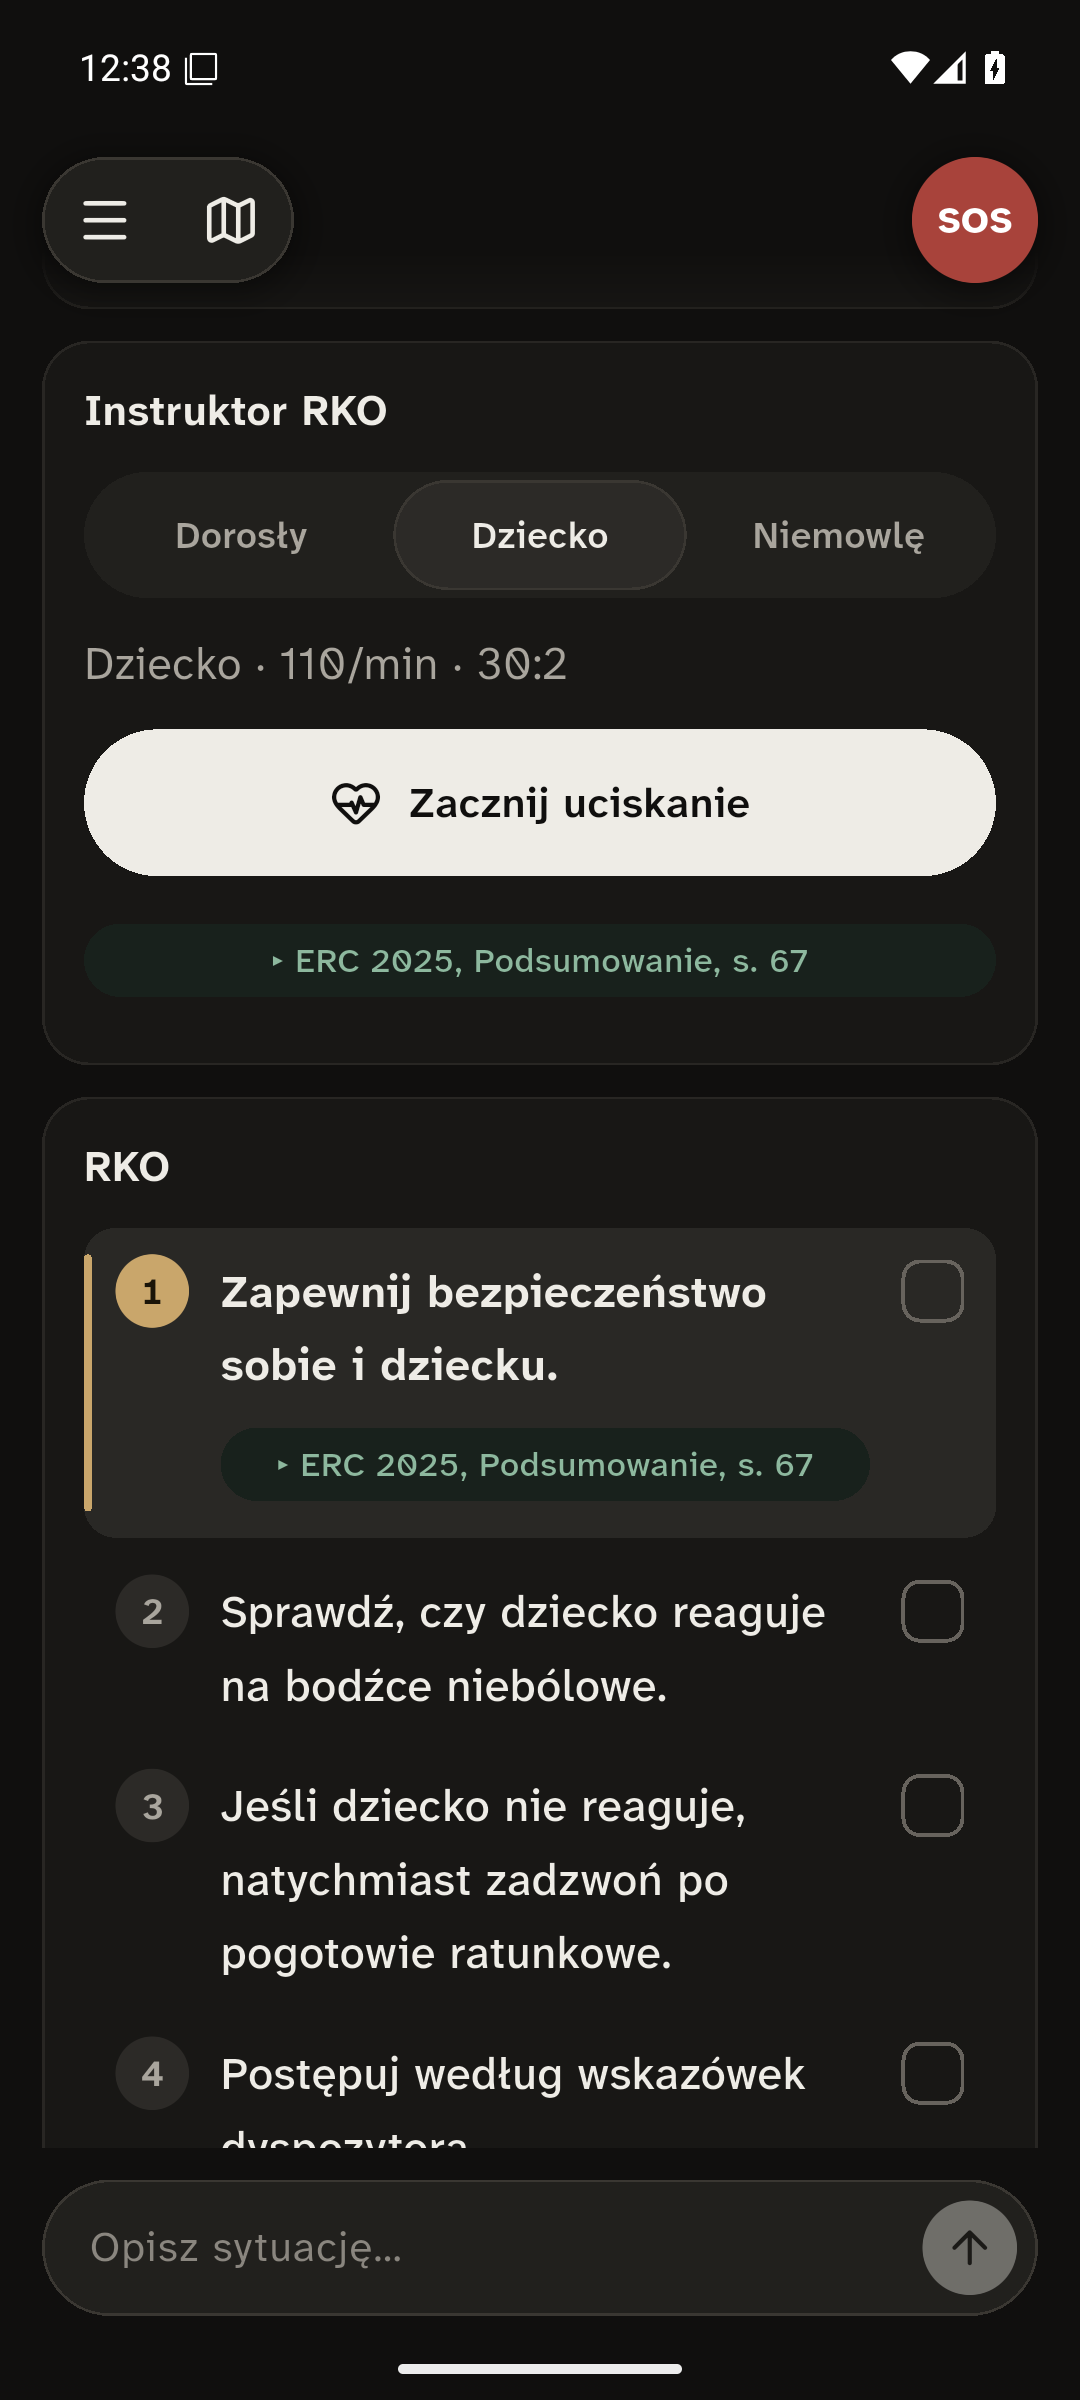 12:38
SOS
Instruktor RKO
Dorosły
Dziecko
Niemowlę
Dziecko · 110/min · 30:2
Zacznij uciskanie
‣ ERC 2025, Podsumowanie, s. 67
RKO
1
Zapewnij bezpieczeństwo
sobie i dziecku.
‣ ERC 2025, Podsumowanie, s. 67
2
Sprawdź, czy dziecko reaguje
na bodźce niebólowe.
3
Jeśli dziecko nie reaguje,
natychmiast zadzwoń po
pogotowie ratunkowe.
4
Postępuj według wskazówek
dyspozytora
Opisz sytuację...